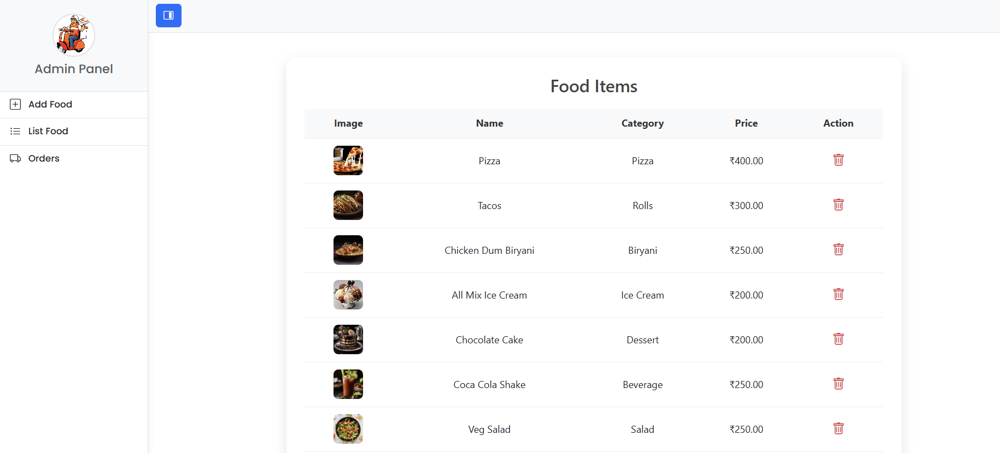 Admin Panel
Add Food
List Food
Orders
Food Items
Image Name Category Price Action
Pizza Pizza ₹400.00
Tacos Rolls ₹300.00
Chicken Dum Biryani Biryani ₹250.00
All Mix Ice Cream Ice Cream ₹200.00
Chocolate Cake Dessert ₹200.00
Coca Cola Shake Beverage ₹250.00
Veg Salad Salad ₹250.00